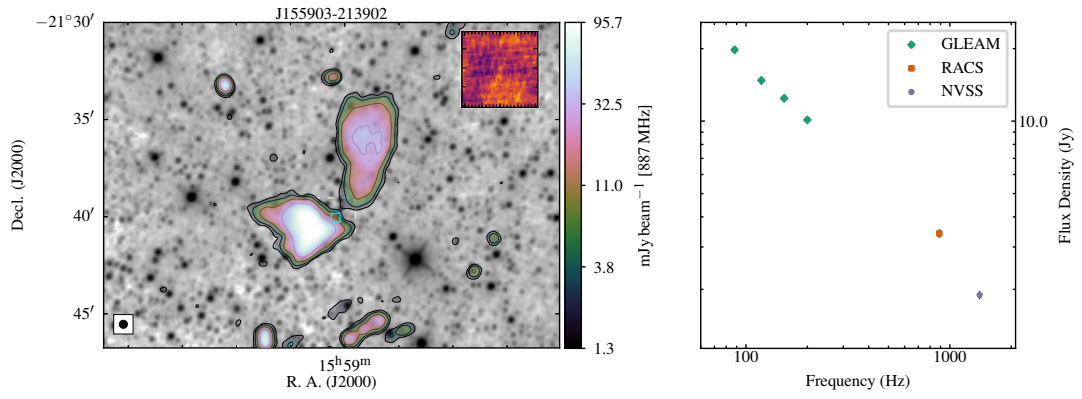 J155903-213902
−21°30′
35′
40′
45′
Decl. (J2000)
15ʰ59ᵐ
R. A. (J2000)
95.7
32.5
11.0
3.8
1.3
mJy beam⁻¹ [887 MHz]
GLEAM
RACS
NVSS
10.0
Flux Density (Jy)
100
1000
Frequency (Hz)